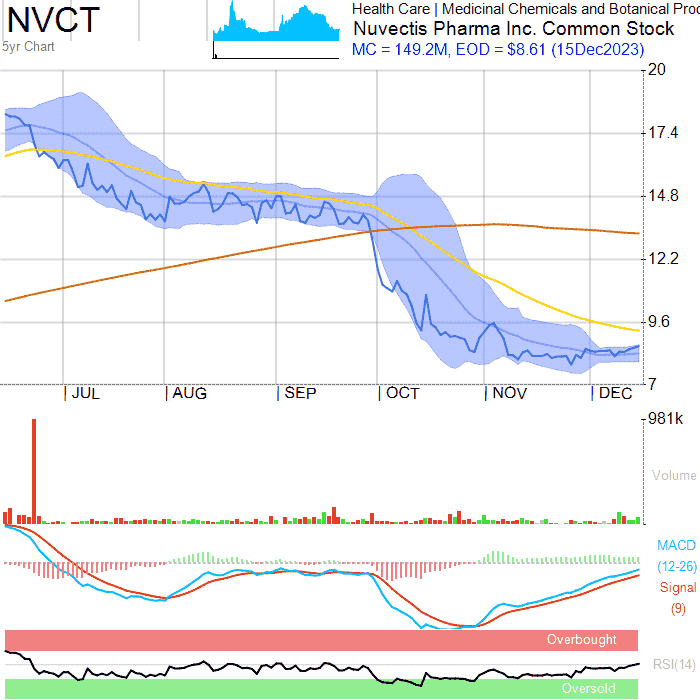 NVCT
5yr Chart
Health Care | Medicinal Chemicals and Botanical Proc
Nuvectis Pharma Inc. Common Stock
MC = 149.2M, EOD = $8.61 (15Dec2023)
20
17.4
14.8
12.2
9.6
7
JUL AUG SEP OCT NOV DEC
981k
Volume
MACD
(12-26)
Signal
(9)
Overbought
RSI(14)
Oversold